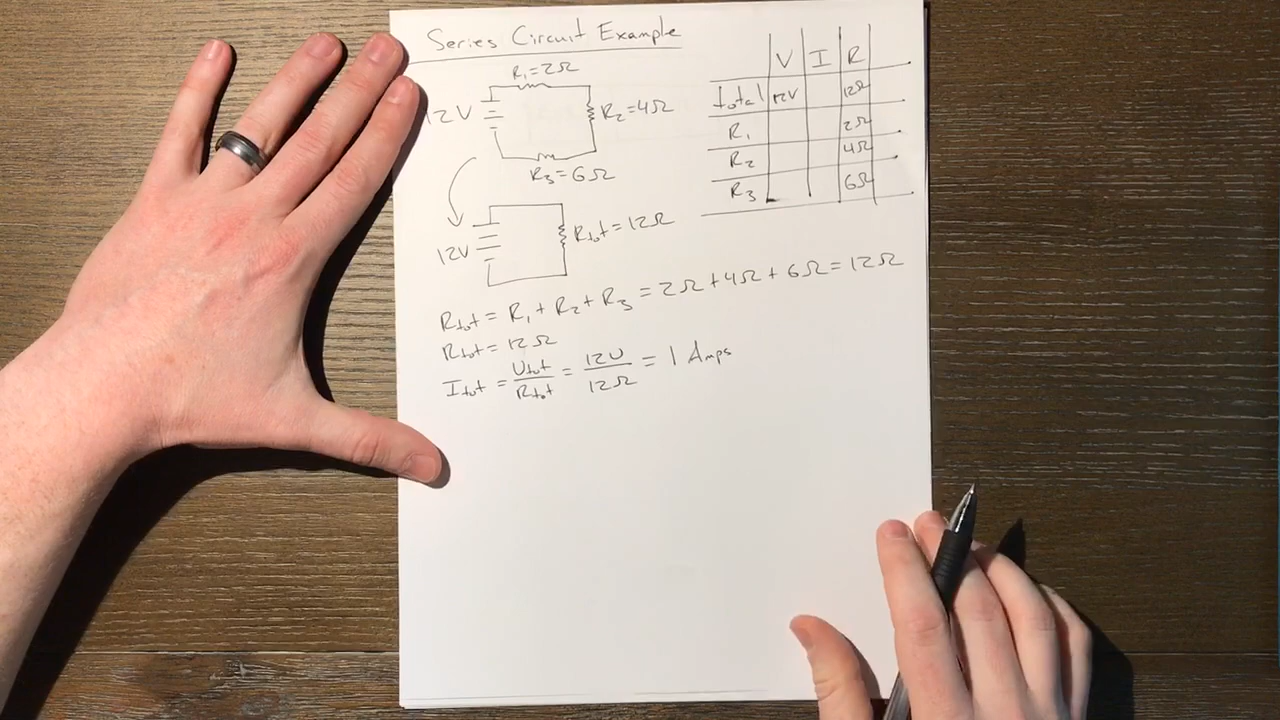 Series Circuit Example
R₁=2Ω
12V
R₂=4Ω
R₃=6Ω
12V
Rtot=12Ω
V I R
total 12V 12Ω
R₁ 2Ω
R₂ 4Ω
R₃ 6Ω
Rtot = R₁ + R₂ + R₃ = 2Ω + 4Ω + 6Ω = 12Ω
Rtot = 12Ω
Itot = Vtot/Rtot = 12V/12Ω = 1 Amps